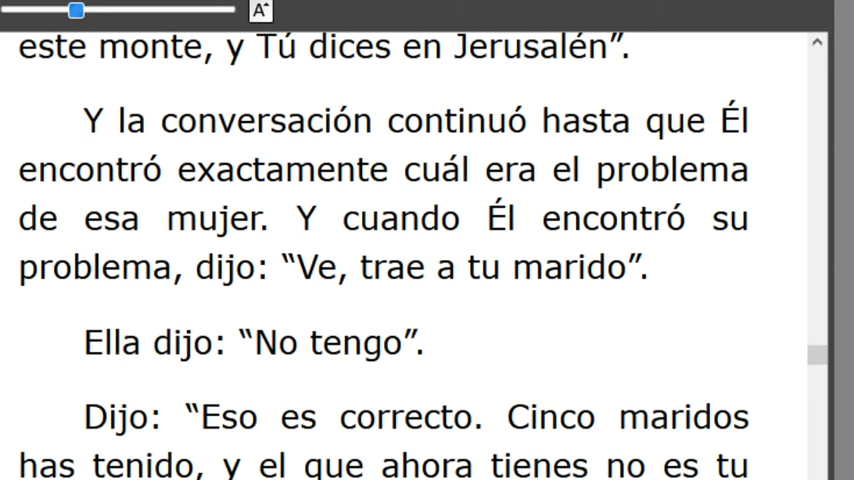 A
este monte, y Tú dices en Jerusalén”.
Y la conversación continuó hasta que Él
encontró exactamente cuál era el problema
de esa mujer. Y cuando Él encontró su
problema, dijo: “Ve, trae a tu marido”.
Ella dijo: “No tengo”.
Dijo: “Eso es correcto. Cinco maridos
has tenido, y el que ahora tienes no es tu